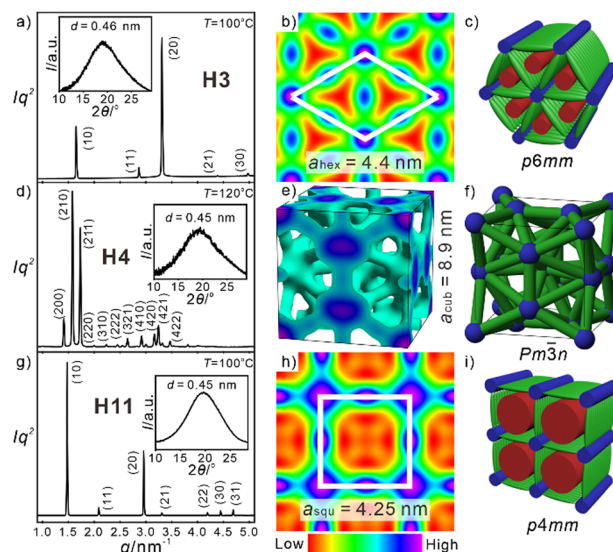 a)
T=100°C
d = 0.46 nm
I/a.u.
10 15 20 25
2θ/°
(20)
H3
Iq²
(10)
(11)
(21)
(30)
b)
a_hex = 4.4 nm
c)
p6mm
d)
T=120°C
(210)
(211)
d = 0.45 nm
I/a.u.
10 15 20 25
2θ/°
H4
Iq²
(200)
(220)
(310)
(222)
(321)
(410)
(420)
(421)
(422)
e)
a_cub = 8.9 nm
f)
Pm3̅n
g)
T=100°C
(10)
d = 0.45 nm
I/a.u.
10 15 20 25
2θ/°
H11
Iq²
(20)
(11)
(21)
(22)
(30)
(31)
1.0 1.5 2.0 2.5 3.0 3.5 4.0 4.5 5.0
q/nm⁻¹
h)
a_squ = 4.25 nm
Low High
i)
p4mm